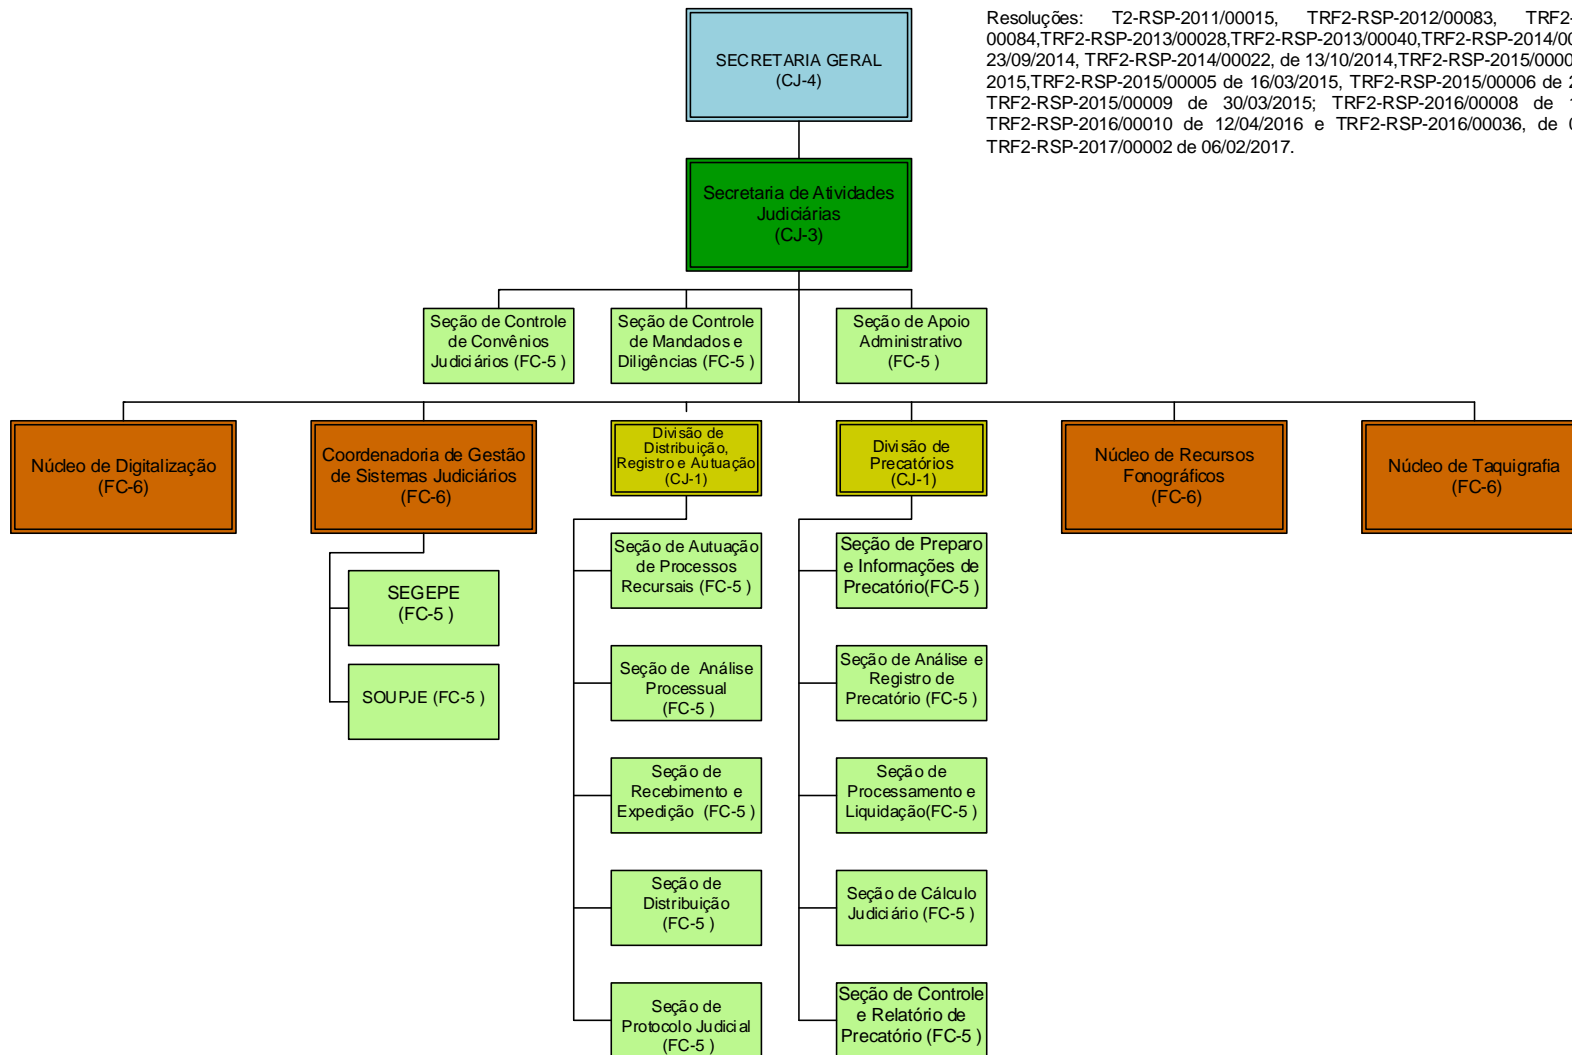 Resoluções: T2-RSP-2011/00015, TRF2-RSP-2012/00083, TRF2-
00084,TRF2-RSP-2013/00028,TRF2-RSP-2013/00040,TRF2-RSP-2014/00
23/09/2014, TRF2-RSP-2014/00022, de 13/10/2014,TRF2-RSP-2015/0000
2015,TRF2-RSP-2015/00005 de 16/03/2015, TRF2-RSP-2015/00006 de 2
TRF2-RSP-2015/00009 de 30/03/2015; TRF2-RSP-2016/00008 de 1
TRF2-RSP-2016/00010 de 12/04/2016 e TRF2-RSP-2016/00036, de 0
TRF2-RSP-2017/00002 de 06/02/2017.
SECRETARIA GERAL
(CJ-4)
Secretaria de Atividades
Judiciárias
(CJ-3)
Seção de Controle
de Convênios
Judiciários (FC-5 )
Seção de Controle
de Mandados e
Diligências (FC-5 )
Seção de Apoio
Administrativo
(FC-5 )
Núcleo de Digitalização
(FC-6)
Coordenadoria de Gestão
de Sistemas Judiciários
(FC-6)
Divisão de
Distribuição,
Registro e Autuação
(CJ-1)
Divisão de
Precatórios
(CJ-1)
Núcleo de Recursos
Fonográficos
(FC-6)
Núcleo de Taquigrafia
(FC-6)
SEGEPE
(FC-5 )
SOUPJE (FC-5 )
Seção de Autuação
de Processos
Recursais (FC-5 )
Seção de Análise
Processual
(FC-5 )
Seção de
Recebimento e
Expedição (FC-5 )
Seção de
Distribuição
(FC-5 )
Seção de
Protocolo Judicial
(FC-5 )
Seção de Preparo
e Informações de
Precatório(FC-5 )
Seção de Análise e
Registro de
Precatório (FC-5 )
Seção de
Processamento e
Liquidação(FC-5 )
Seção de Cálculo
Judiciário (FC-5 )
Seção de Controle
e Relatório de
Precatório (FC-5 )